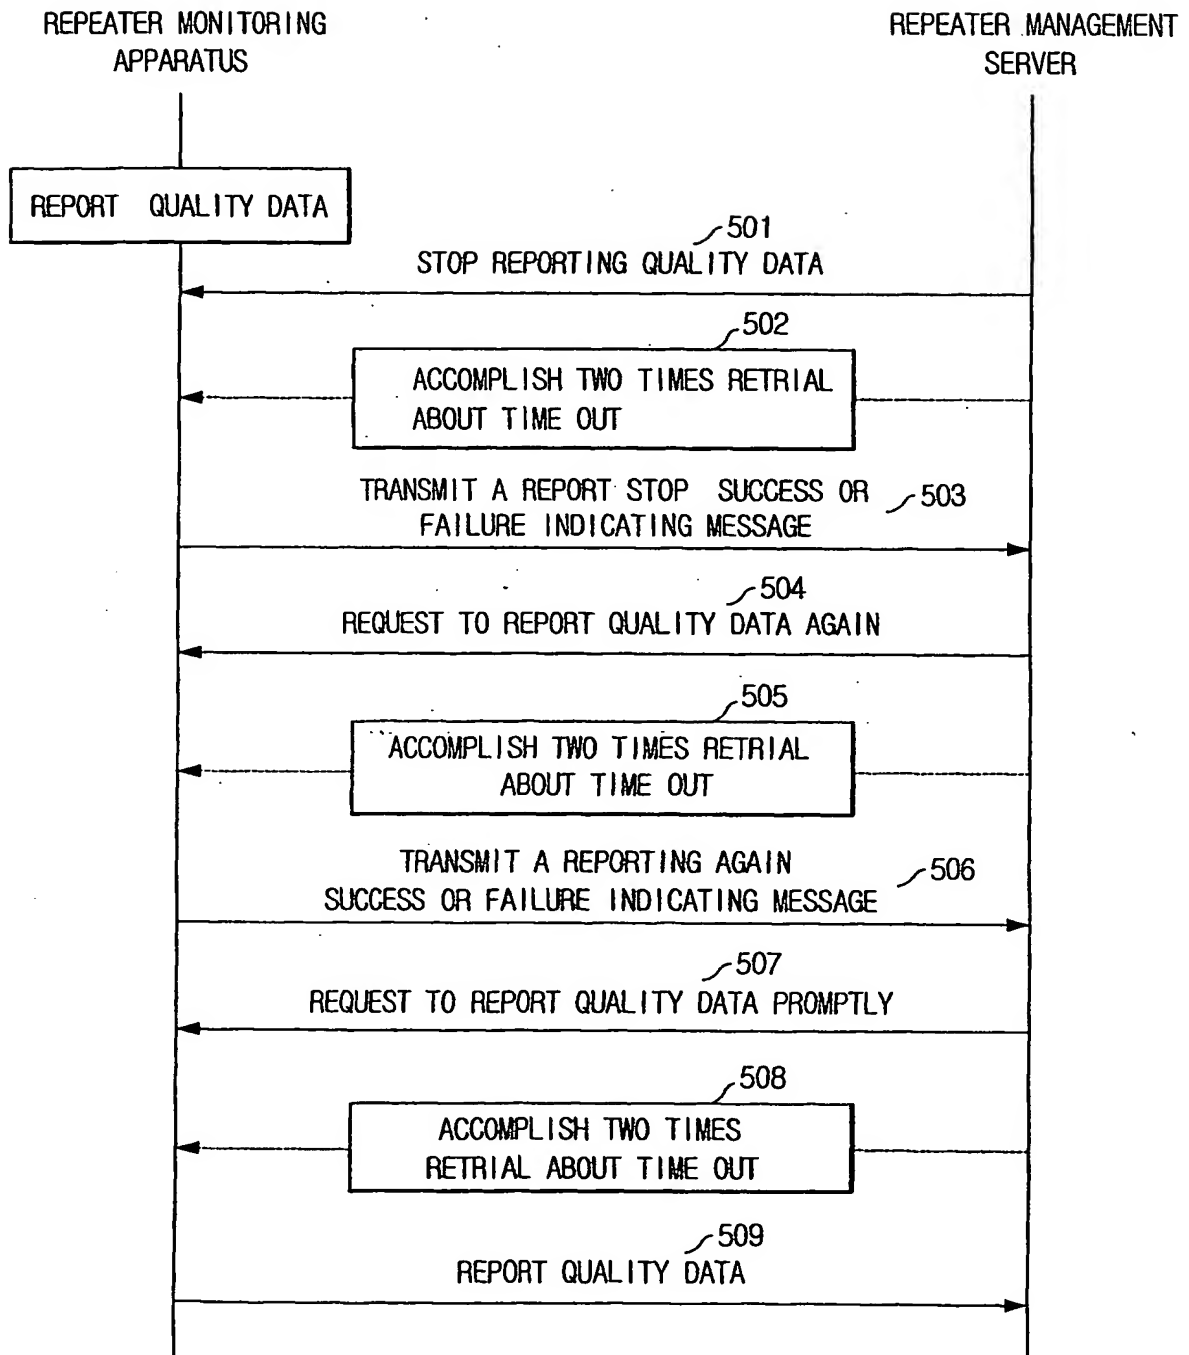 REPEATER MONITORING
APPARATUS
REPEATER MANAGEMENT
SERVER
REPORT QUALITY DATA
501
STOP REPORTING QUALITY DATA
502
ACCOMPLISH TWO TIMES RETRIAL
ABOUT TIME OUT
TRANSMIT A REPORT STOP SUCCESS OR
FAILURE INDICATING MESSAGE
503
504
REQUEST TO REPORT QUALITY DATA AGAIN
505
ACCOMPLISH TWO TIMES RETRIAL
ABOUT TIME OUT
TRANSMIT A REPORTING AGAIN
SUCCESS OR FAILURE INDICATING MESSAGE
506
507
REQUEST TO REPORT QUALITY DATA PROMPTLY
508
ACCOMPLISH TWO TIMES
RETRIAL ABOUT TIME OUT
509
REPORT QUALITY DATA